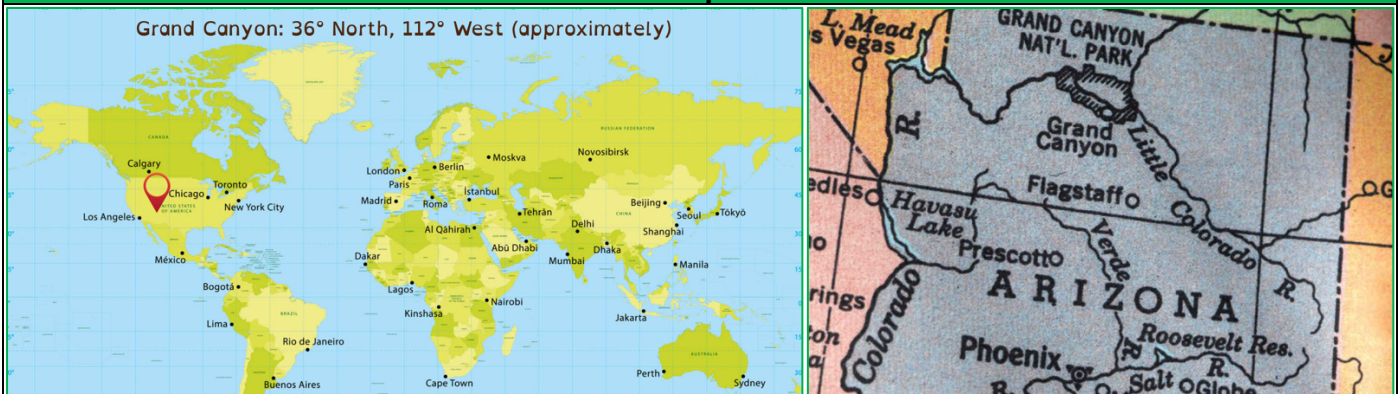 Grand Canyon: 36° North, 112° West (approximately)
CANADA
RUSSIAN FEDERATION
Calgary
Chicago
Toronto
New York City
Los Angeles
UNITED STATES
OF AMERICA
México
Bogotá
Lima
BRAZIL
Rio de Janeiro
Buenos Aires
London
Berlin
Moskva
Novosibirsk
Paris
Madrid
Roma
Istanbul
Tehrān
Beijing
CHINA
Seoul
Tōkyō
Shanghai
Al Qāhirah
Abū Dhabi
Delhi
Dhaka
Mumbai
Manila
Dakar
Lagos
Kinshasa
Nairobi
Jakarta
Cape Town
AUSTRALIA
Perth
Sydney
L. Mead
s Vegas
GRAND CANYON
NAT'L. PARK
R.
Grand
Canyon
Little
Colorado
R.
edles
Havasu
Lake
Flagstaff
Prescott
Verde
R.
ARIZONA
rings
Colorado
Roosevelt Res.
Phoenix
Salt
R.
Globe
R.